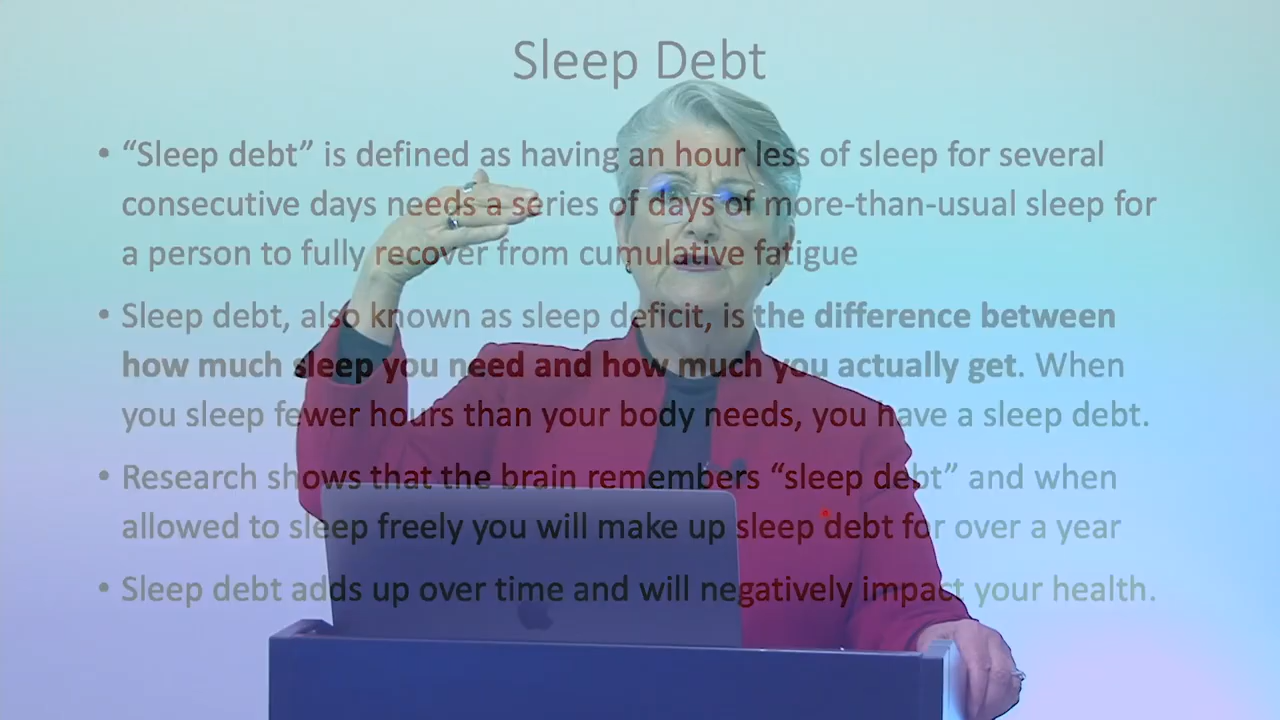 Sleep Debt
• “Sleep debt” is defined as having an hour less of sleep for several
consecutive days needs a series of days of more-than-usual sleep for
a person to fully recover from cumulative fatigue
• Sleep debt, also known as sleep deficit, is the difference between
how much sleep you need and how much you actually get. When
you sleep fewer hours than your body needs, you have a sleep debt.
• Research shows that the brain remembers “sleep debt” and when
allowed to sleep freely you will make up sleep debt for over a year
• Sleep debt adds up over time and will negatively impact your health.